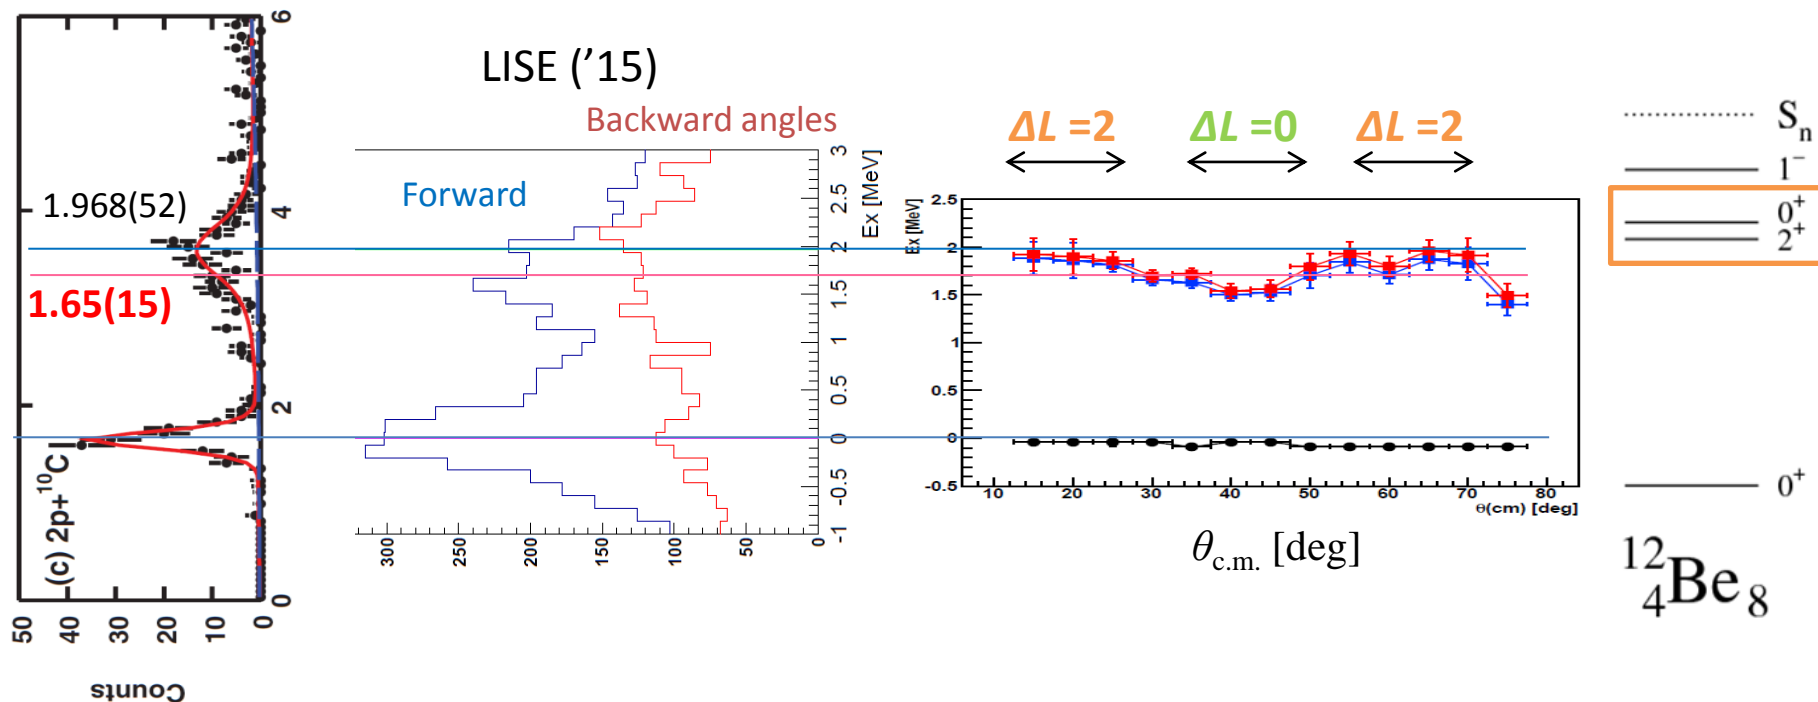 LISE (’15)
Backward angles
Forward
1.968(52)
1.65(15)
(c) 2p+¹⁰C
0
2
4
6
50
40
30
20
10
0
Counts
3
2.5
2
1.5
1
0.5
0
-0.5
-1
Ex [MeV]
300
250
200
150
100
50
0
ΔL =2
ΔL =0
ΔL =2
Ex [MeV]
2.5
2
1.5
1
0.5
0
-0.5
10 20 30 40 50 60 70 80
θ(cm) [deg]
θc.m. [deg]
Sₙ
1⁻
0⁺
2⁺
0⁺
¹²₄Be₈